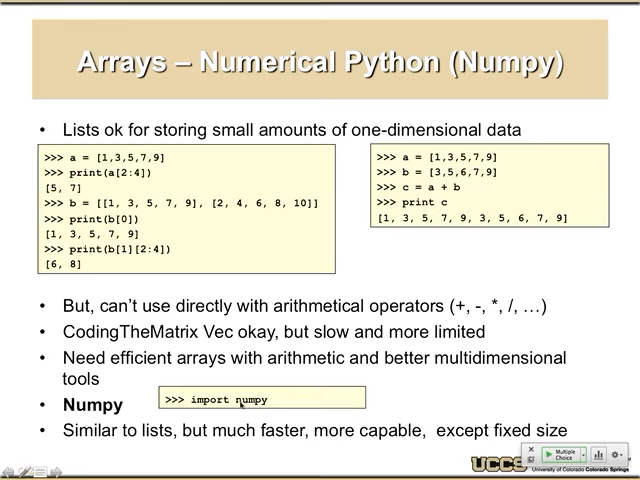 Arrays – Numerical Python (Numpy)
• Lists ok for storing small amounts of one-dimensional data
>>> a = [1,3,5,7,9]
>>> print(a[2:4])
[5, 7]
>>> b = [[1, 3, 5, 7, 9], [2, 4, 6, 8, 10]]
>>> print(b[0])
[1, 3, 5, 7, 9]
>>> print(b[1][2:4])
[6, 8]
>>> a = [1,3,5,7,9]
>>> b = [3,5,6,7,9]
>>> c = a + b
>>> print c
[1, 3, 5, 7, 9, 3, 5, 6, 7, 9]
• But, can’t use directly with arithmetical operators (+, -, *, /, …)
• CodingTheMatrix Vec okay, but slow and more limited
• Need efficient arrays with arithmetic and better multidimensional
tools
• Numpy
>>> import numpy
• Similar to lists, but much faster, more capable, except fixed size
Multiple
Choice
UCCS
University of Colorado Colorado Springs